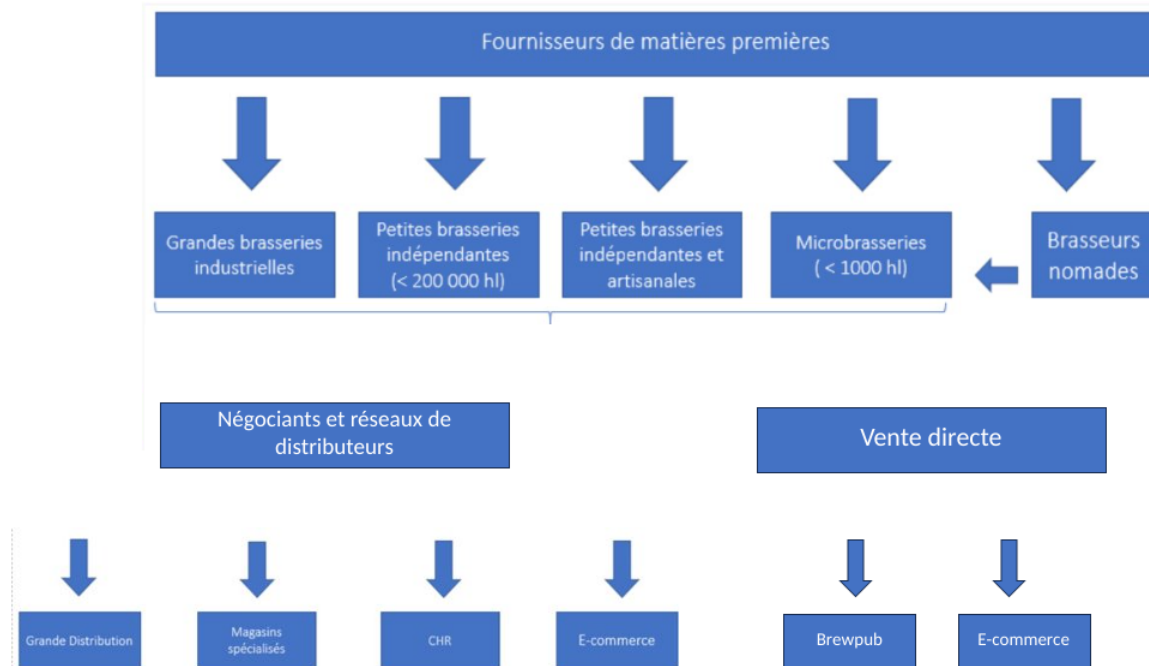 Fournisseurs de matières premières
Grandes brasseries
industrielles
Petites brasseries
indépendantes
(< 200 000 hl)
Petites brasseries
indépendantes et
artisanales
Microbrasseries
( < 1000 hl)
Brasseurs
nomades
Négociants et réseaux de
distributeurs
Vente directe
Grande Distribution
Magasins
spécialisés
CHR
E-commerce
Brewpub
E-commerce